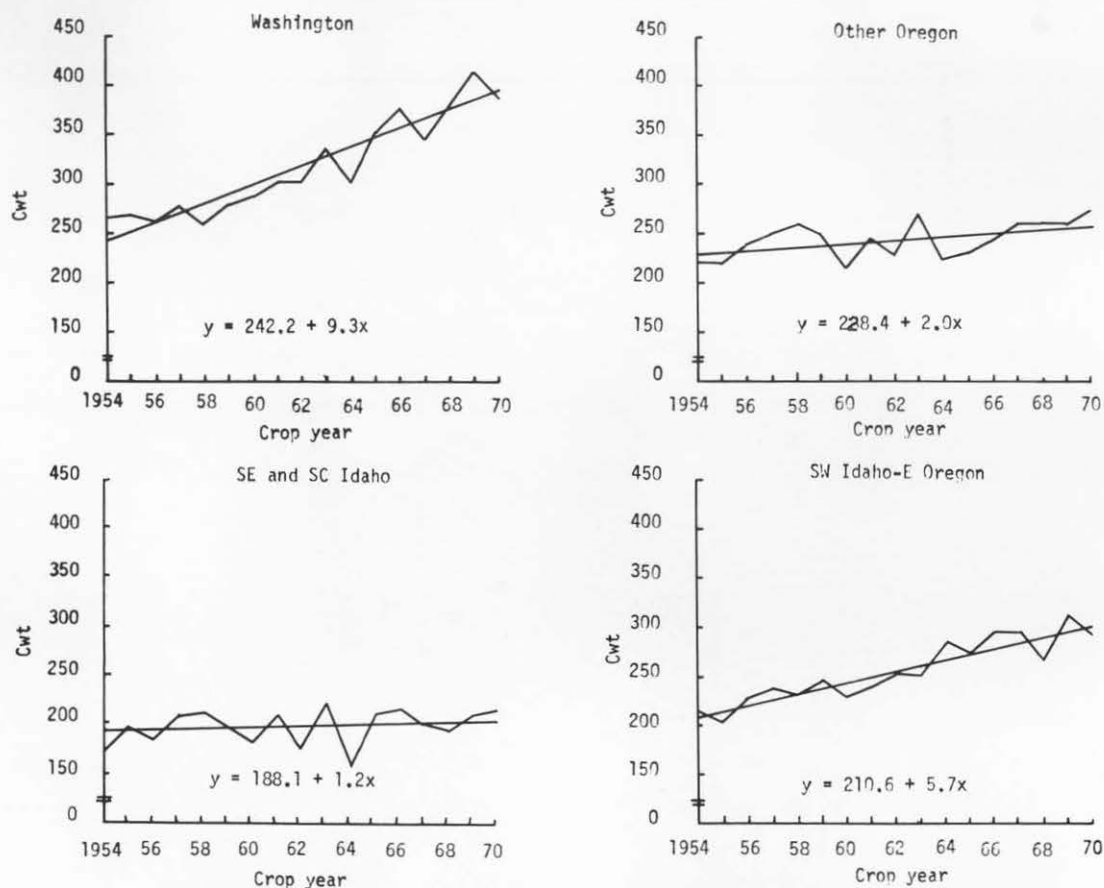 Washington
450
400
350
300
250
200
150
0
Cwt
y = 242.2 + 9.3x
1954 56 58 60 62 64 66 68 70
Crop year
Other Oregon
450
400
350
300
250
200
150
0
Cwt
y = 228.4 + 2.0x
1954 56 58 60 62 64 66 68 70
Crop year
SE and SC Idaho
450
400
350
300
250
200
150
0
Cwt
y = 188.1 + 1.2x
1954 56 58 60 62 64 66 68 70
Crop year
SW Idaho-E Oregon
450
400
350
300
250
200
150
0
Cwt
y = 210.6 + 5.7x
1954 56 58 60 62 64 66 68 70
Crop year